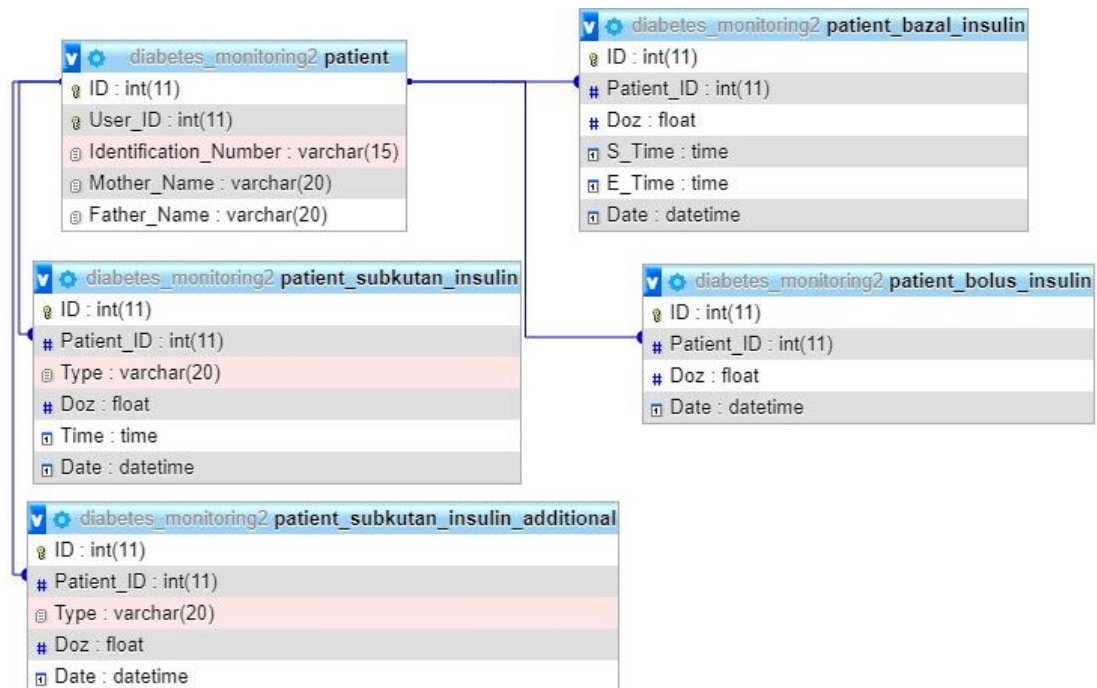 diabetes_monitoring2 patient
ID : int(11)
User_ID : int(11)
Identification_Number : varchar(15)
Mother_Name : varchar(20)
Father_Name : varchar(20)
diabetes_monitoring2 patient_bazal_insulin
ID : int(11)
Patient_ID : int(11)
Doz : float
S_Time : time
E_Time : time
Date : datetime
diabetes_monitoring2 patient_subkutan_insulin
ID : int(11)
Patient_ID : int(11)
Type : varchar(20)
Doz : float
Time : time
Date : datetime
diabetes_monitoring2 patient_bolus_insulin
ID : int(11)
Patient_ID : int(11)
Doz : float
Date : datetime
diabetes_monitoring2 patient_subkutan_insulin_additional
ID : int(11)
Patient_ID : int(11)
Type : varchar(20)
Doz : float
Date : datetime